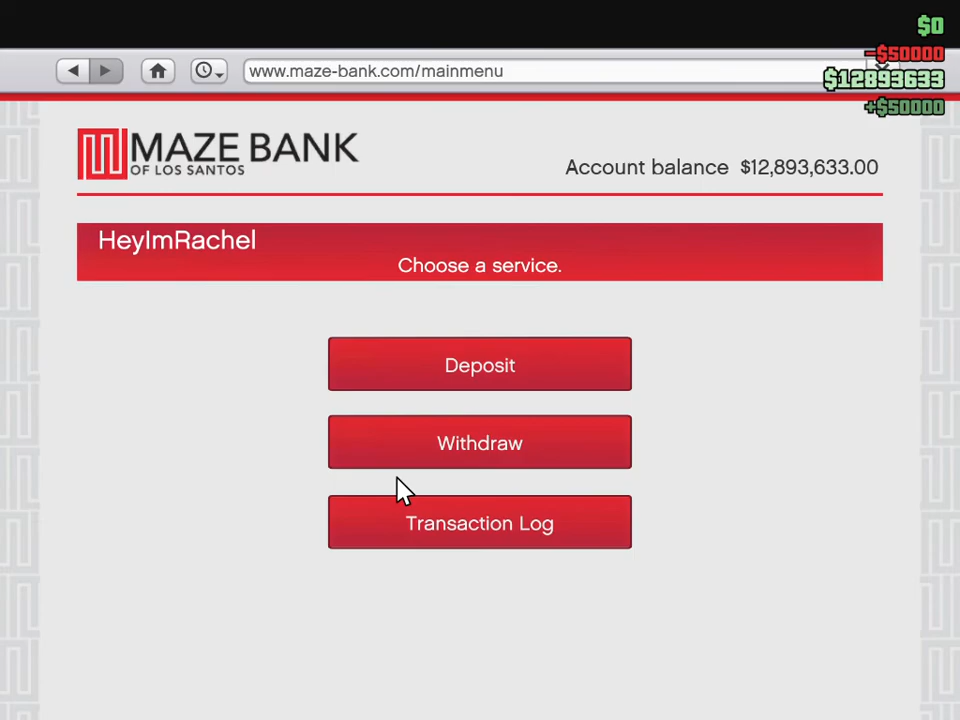 $0
-$50000
www.maze-bank.com/mainmenu
$12893633
+$50000
MAZE BANK
OF LOS SANTOS
Account balance $12,893,633.00
HeyImRachel
Choose a service.
Deposit
Withdraw
Transaction Log